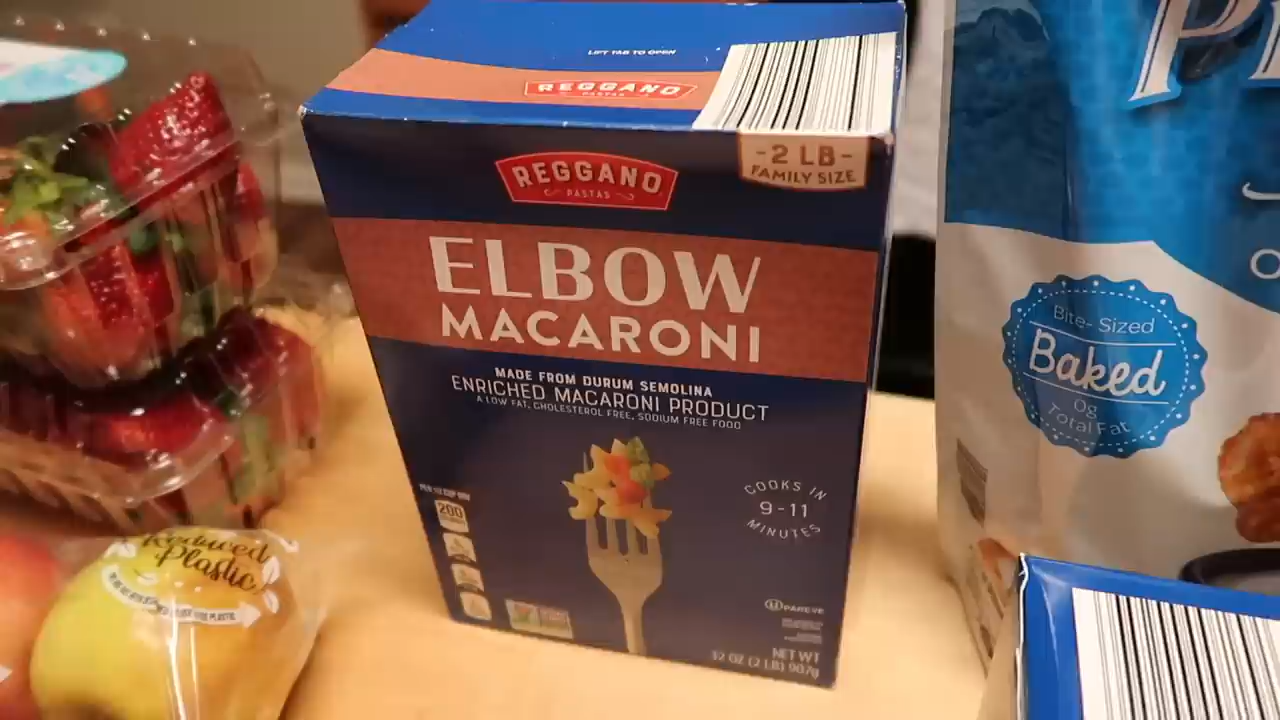 LIFT TAB TO OPEN
REGGANO
PASTAS
REGGANO
PASTAS
-2 LB-
FAMILY SIZE
ELBOW
MACARONI
MADE FROM DURUM SEMOLINA
ENRICHED MACARONI PRODUCT
A LOW FAT, CHOLESTEROL FREE, SODIUM FREE FOOD
COOKS IN
9-11
MINUTES
200
U PAREVE
NET WT
32 OZ (2 LB) 907g
Reduced
Plastic
Bite-Sized
Baked
0g
Total Fat